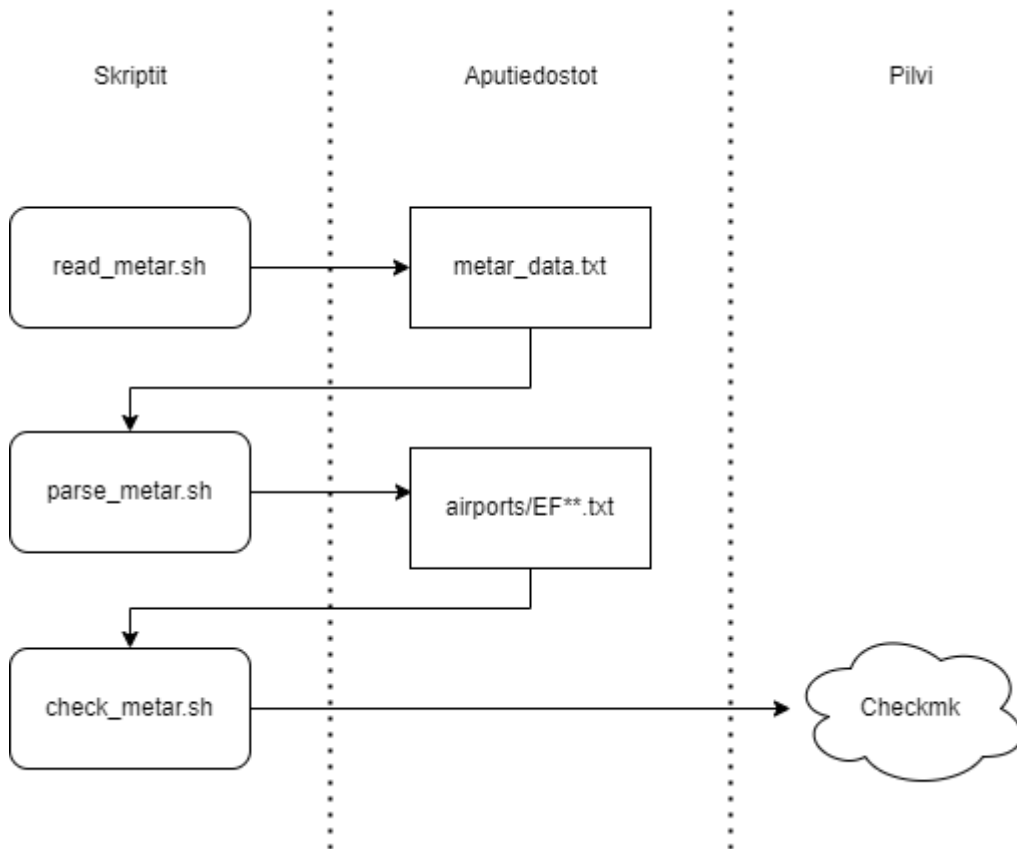 Skriptit
Aputiedostot
Pilvi
read_metar.sh
metar_data.txt
parse_metar.sh
airports/EF**.txt
check_metar.sh
Checkmk